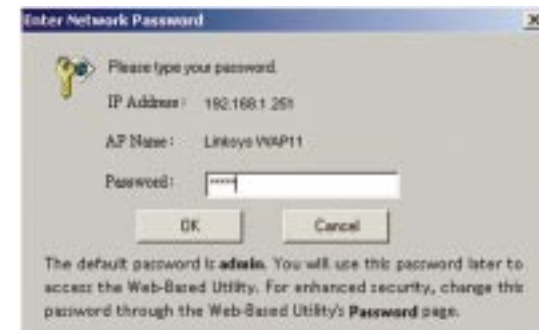 Enter Network Password
Please type your password.
IP Address: 192.168.1.251
AP Name: Linksys WAP11
Password: *****
OK Cancel
The default password is admin. You will use this password later to
access the Web-Based Utility. For enhanced security, change this
password through the Web-Based Utility's Password page.